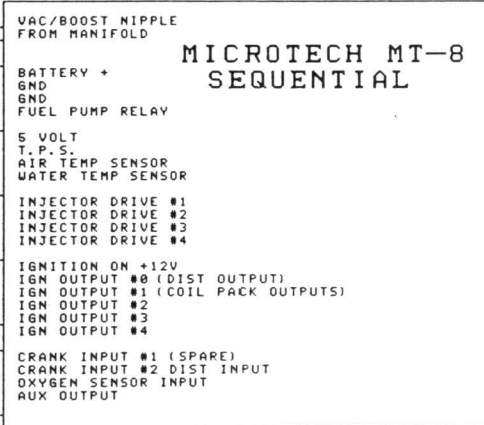 VAC/BOOST NIPPLE
FROM MANIFOLD
MICROTECH MT-8
SEQUENTIAL
BATTERY +
GND
GND
FUEL PUMP RELAY
5 VOLT
T.P.S.
AIR TEMP SENSOR
WATER TEMP SENSOR
INJECTOR DRIVE #1
INJECTOR DRIVE #2
INJECTOR DRIVE #3
INJECTOR DRIVE #4
IGNITION ON +12V
IGN OUTPUT #0 (DIST OUTPUT)
IGN OUTPUT #1 (COIL PACK OUTPUTS)
IGN OUTPUT #2
IGN OUTPUT #3
IGN OUTPUT #4
CRANK INPUT #1 (SPARE)
CRANK INPUT #2 DIST INPUT
OXYGEN SENSOR INPUT
AUX OUTPUT